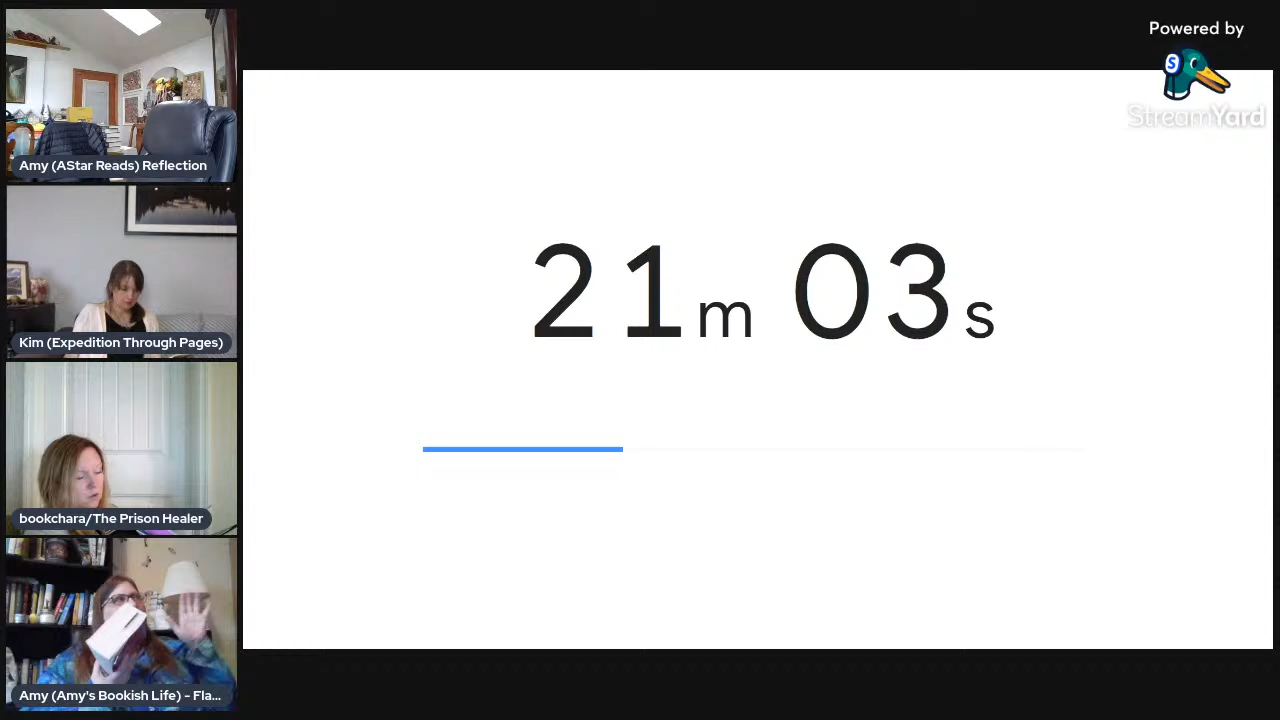 Powered by
StreamYard
Amy (AStar Reads) Reflection
Kim (Expedition Through Pages)
bookchara/The Prison Healer
Amy (Amy's Bookish Life) - Fla...
21m 03s